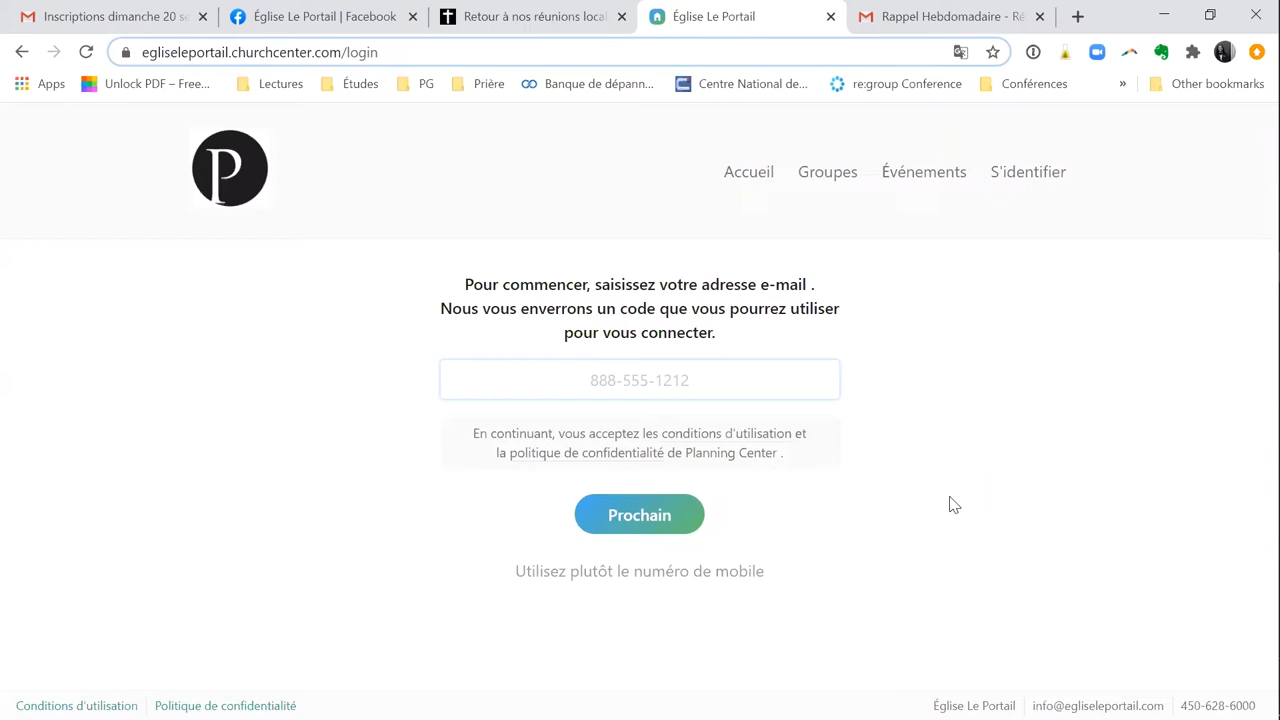 Inscriptions dimanche 20
Église Le Portail | Facebook
Retour à nos réunions loca
Église Le Portail
Rappel Hebdomadaire - Ré
egliseleportail.churchcenter.com/login
Apps
Unlock PDF – Free...
Lectures
Études
PG
Prière
Banque de dépann...
Centre National de...
re:group Conference
Conférences
»
Other bookmarks
P
Accueil
Groupes
Événements
S'identifier
Pour commencer, saisissez votre adresse e-mail .
Nous vous enverrons un code que vous pourrez utiliser
pour vous connecter.
888-555-1212
En continuant, vous acceptez les conditions d'utilisation et
la politique de confidentialité de Planning Center .
Prochain
Utilisez plutôt le numéro de mobile
Conditions d'utilisation
Politique de confidentialité
Église Le Portail
info@egliseleportail.com
450-628-6000